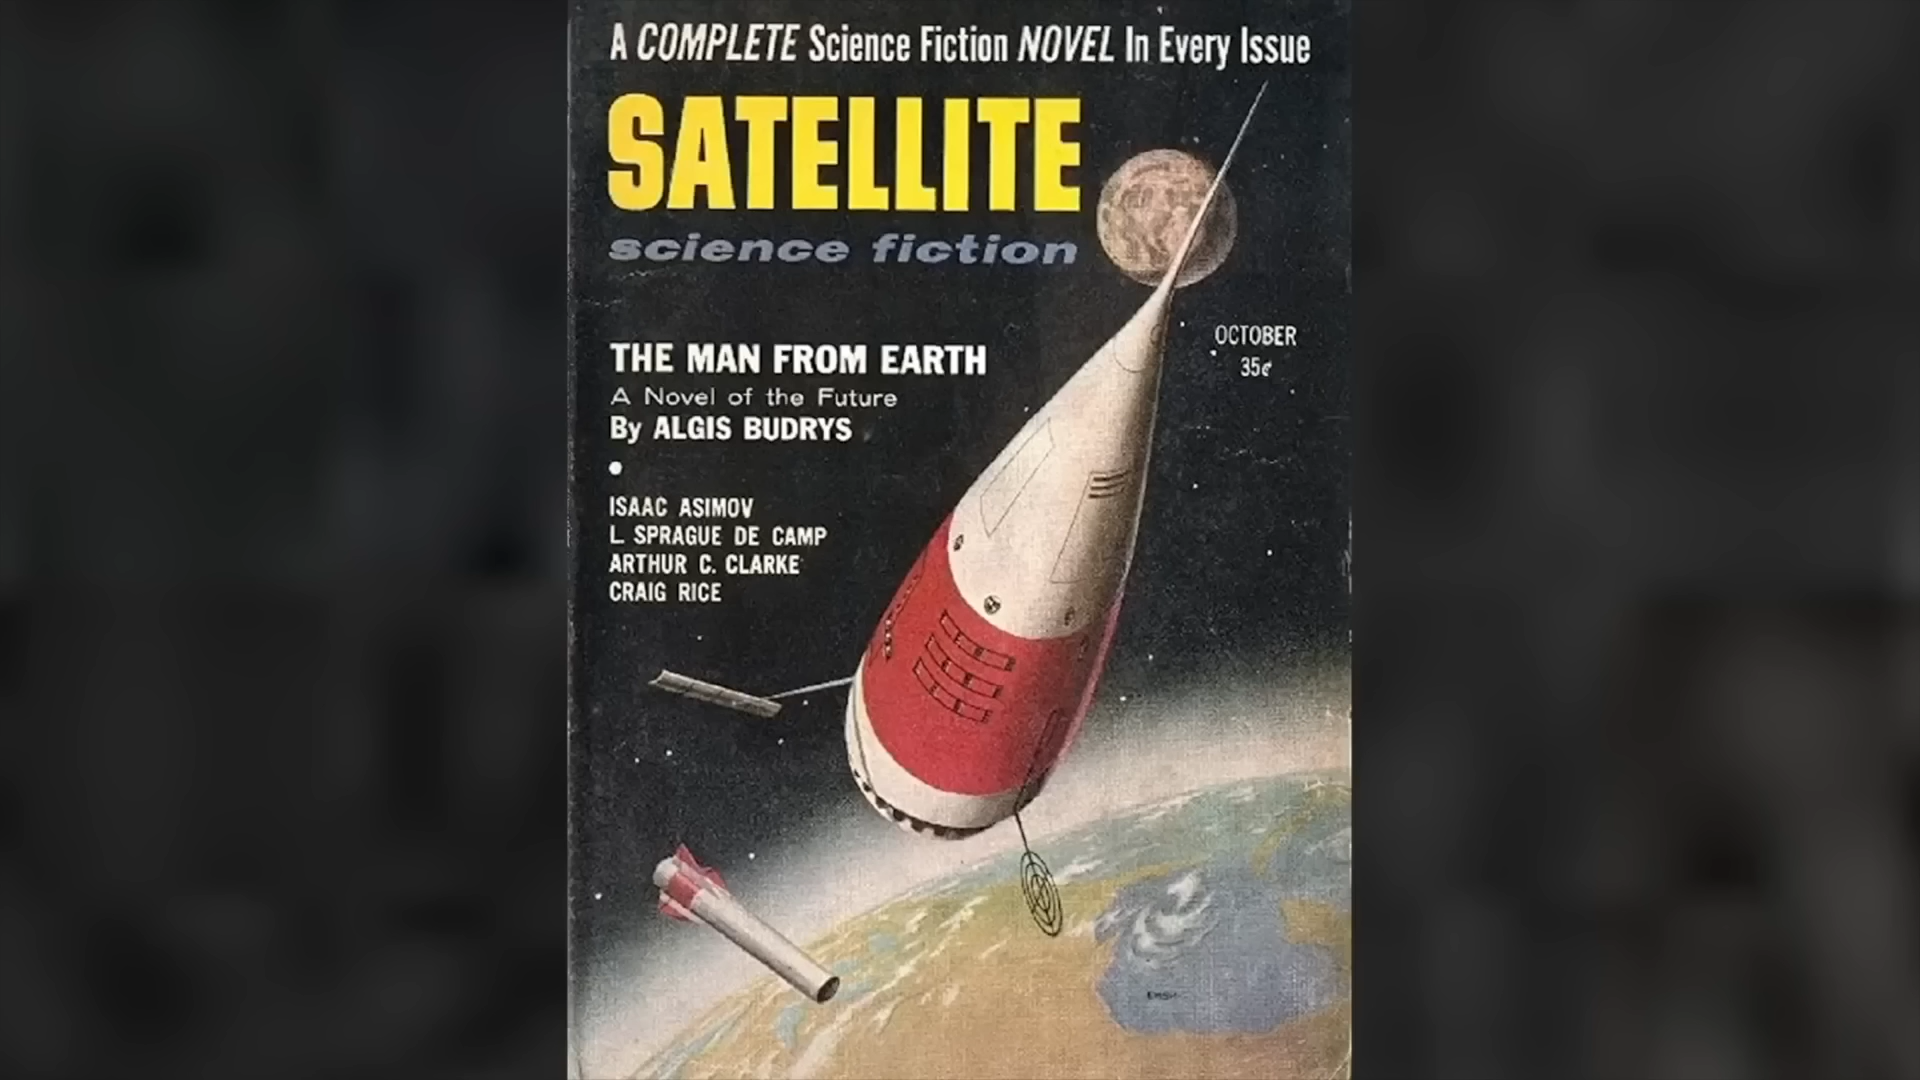 A COMPLETE Science Fiction NOVEL In Every Issue
SATELLITE
science fiction
OCTOBER
35¢
THE MAN FROM EARTH
A Novel of the Future
By ALGIS BUDRYS
ISAAC ASIMOV
L. SPRAGUE DE CAMP
ARTHUR C. CLARKE
CRAIG RICE
EMSH